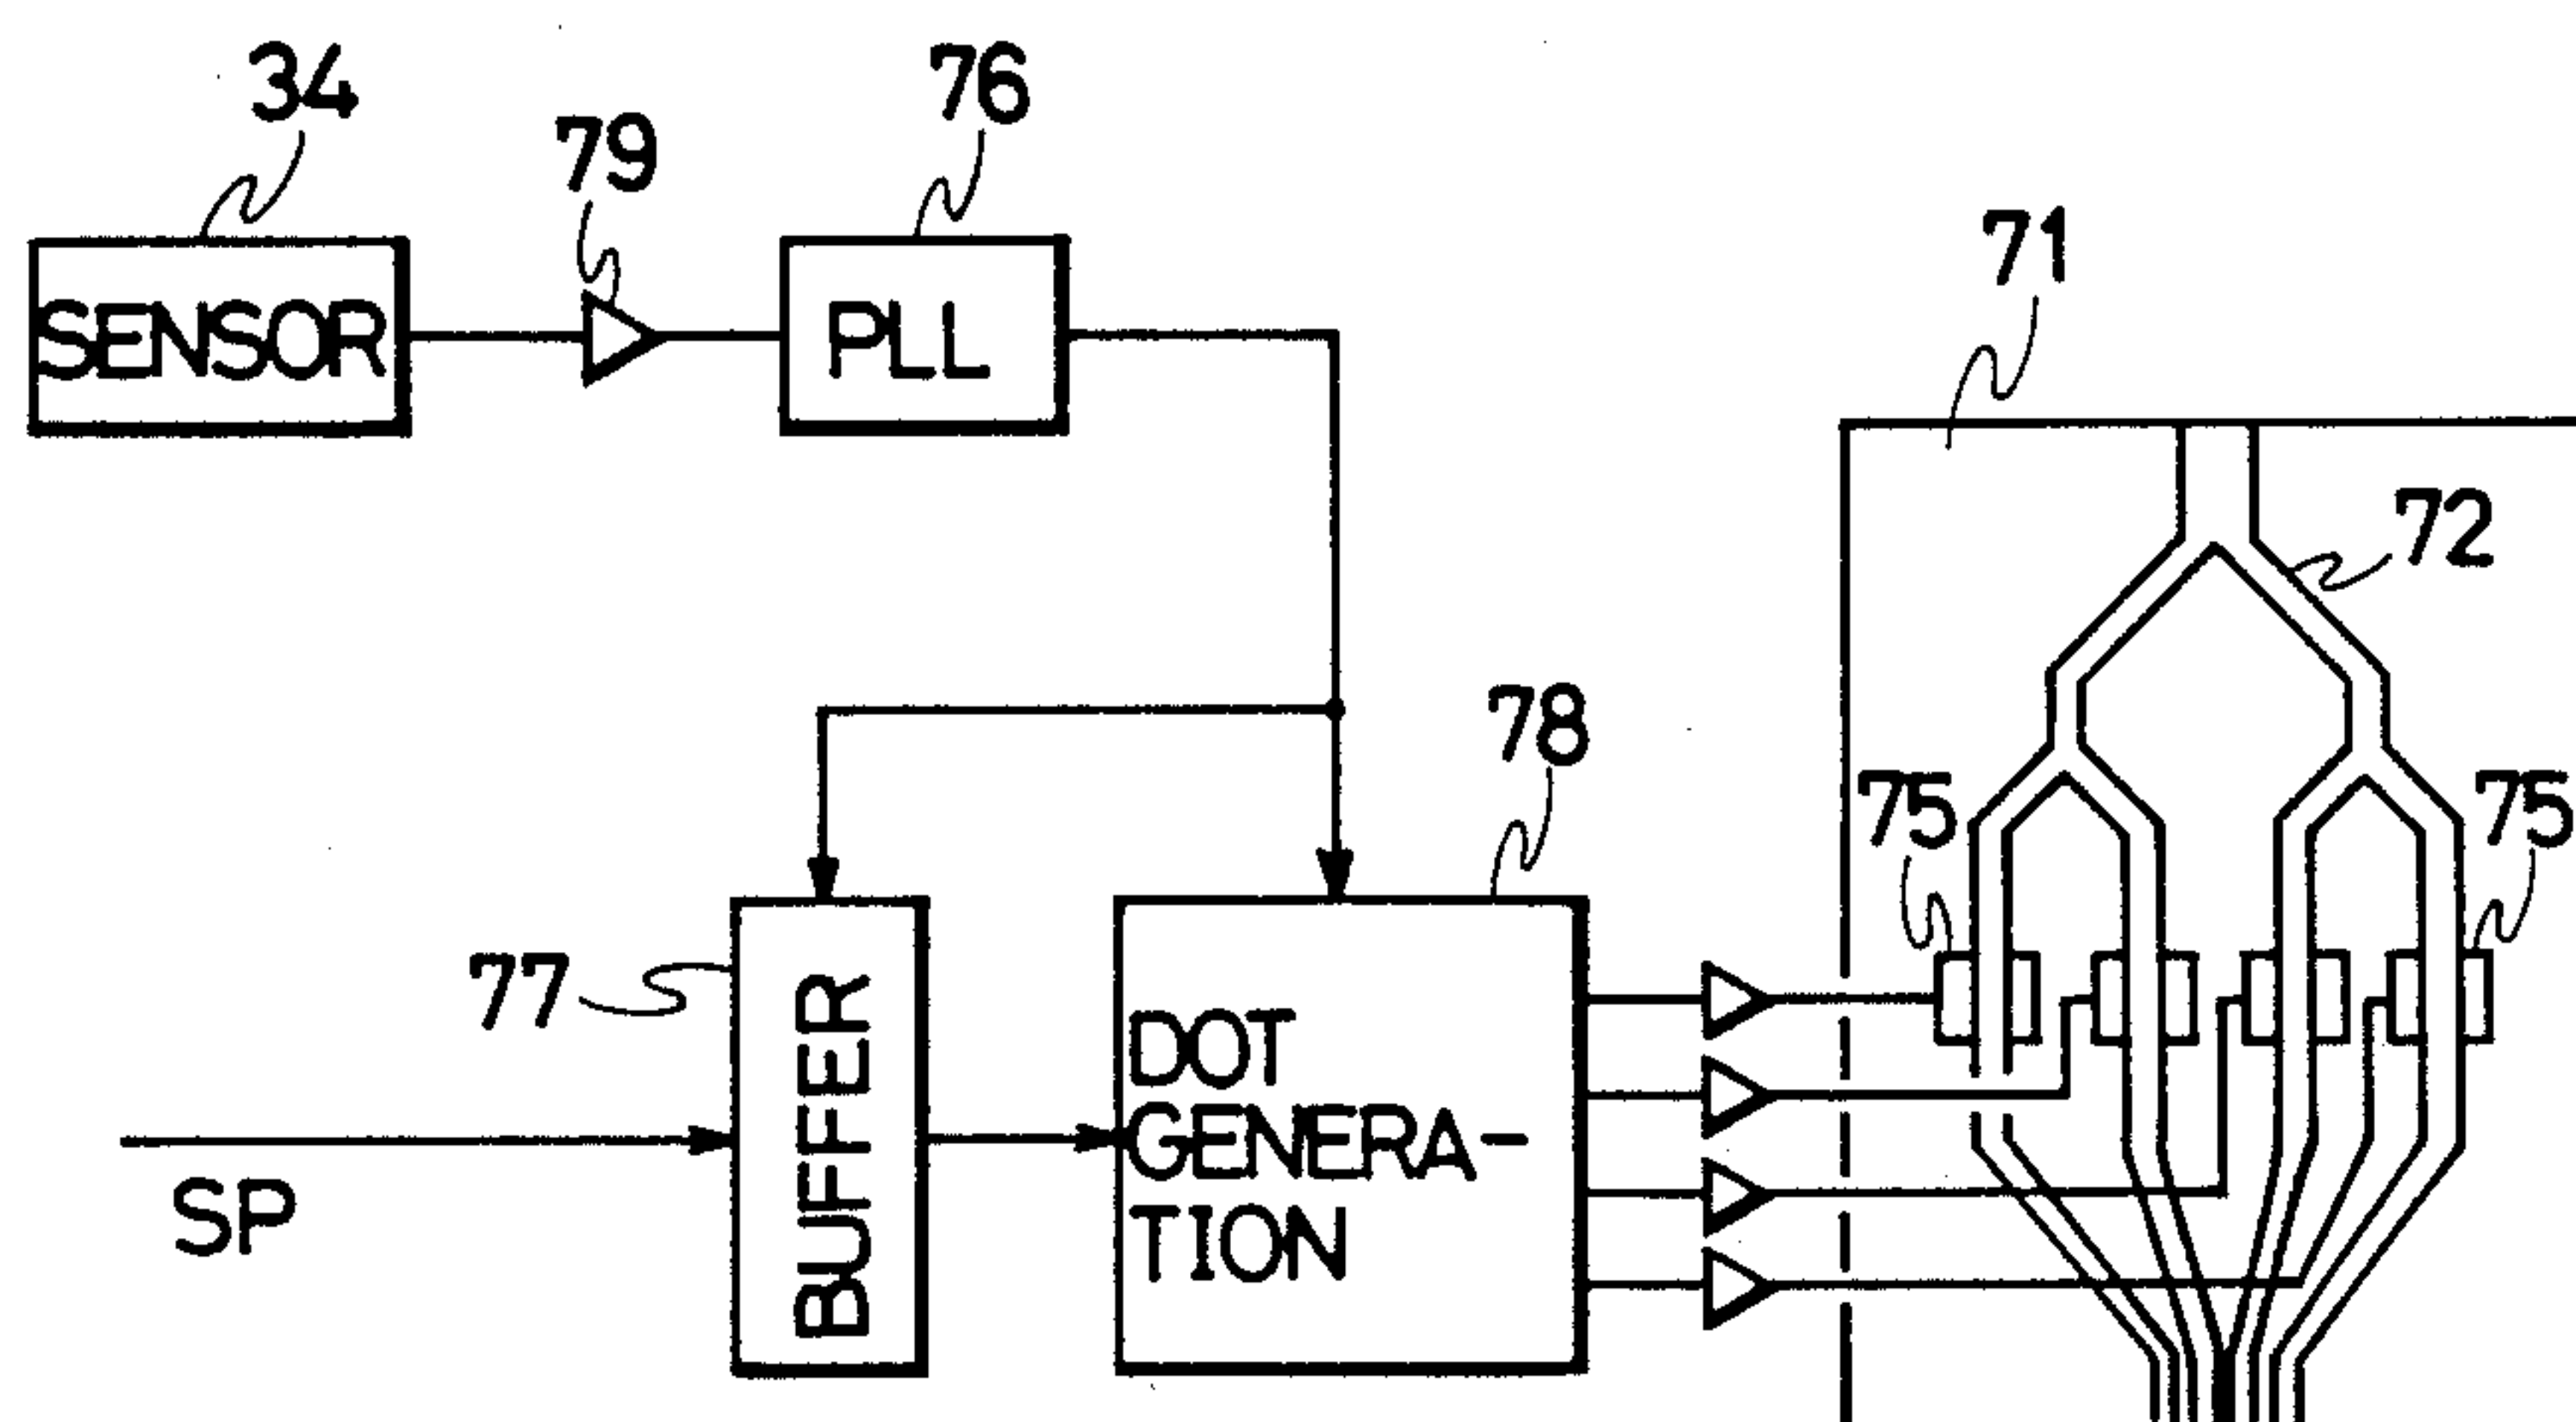 34
76
79
71
SENSOR
PLL
72
78
75
75
77
BUFFER
DOT
GENERA-
TION
SP